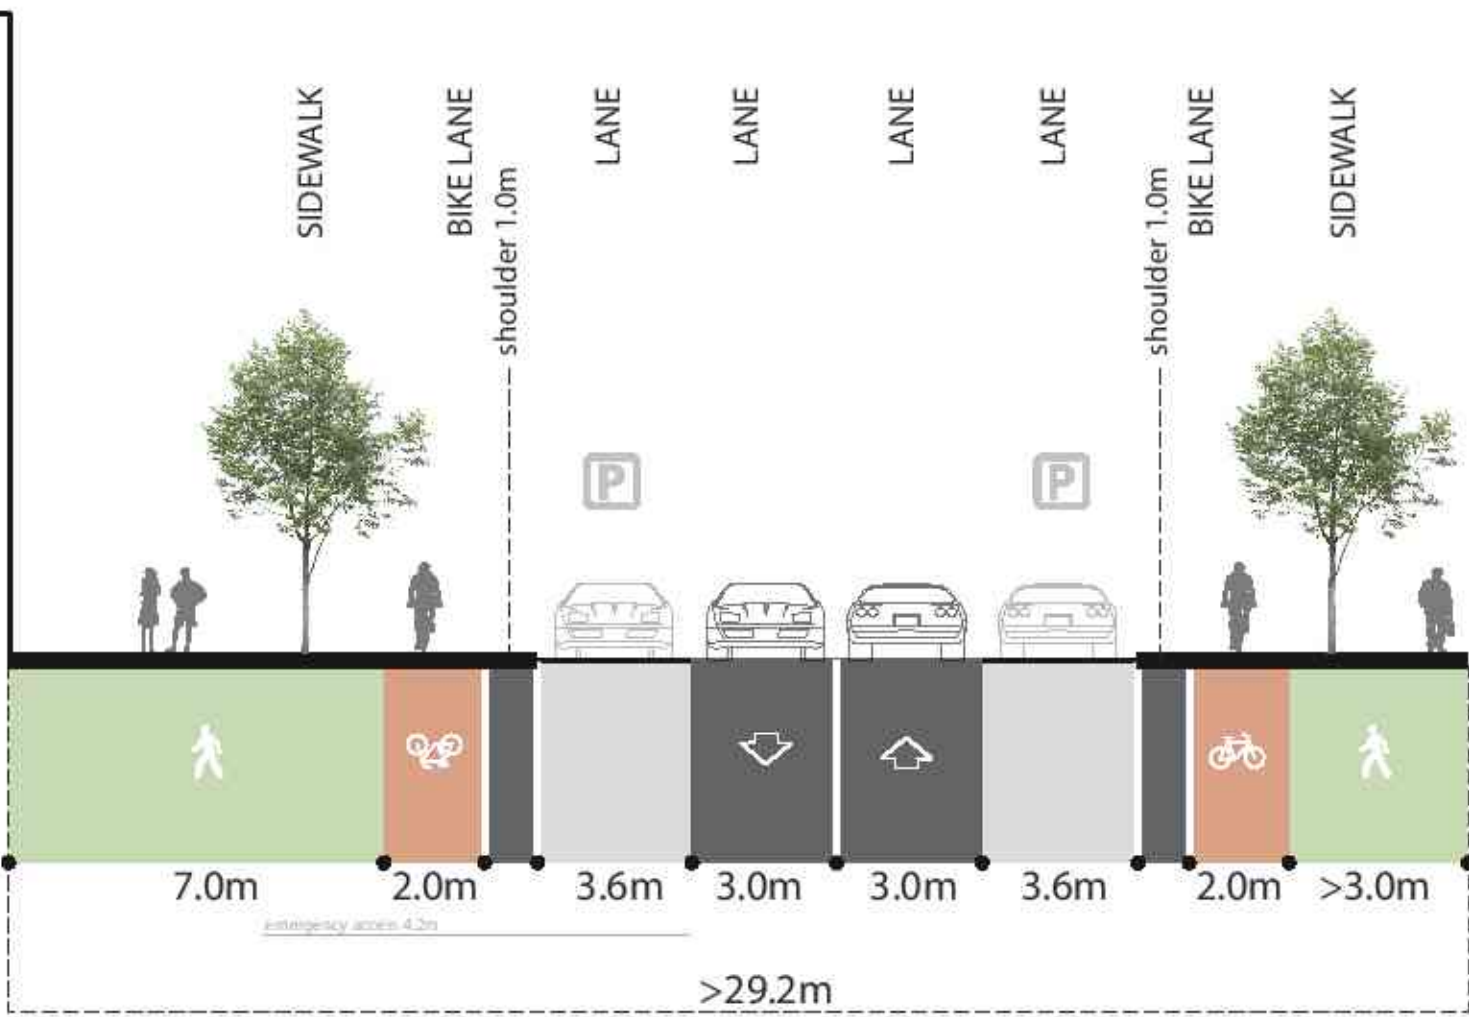 SIDEWALK
BIKE LANE
shoulder 1.0m
LANE
LANE
LANE
LANE
shoulder 1.0m
BIKE LANE
SIDEWALK
P
P
7.0m
2.0m
3.6m
3.0m
3.0m
3.6m
2.0m
>3.0m
emergency access 4.2m
>29.2m